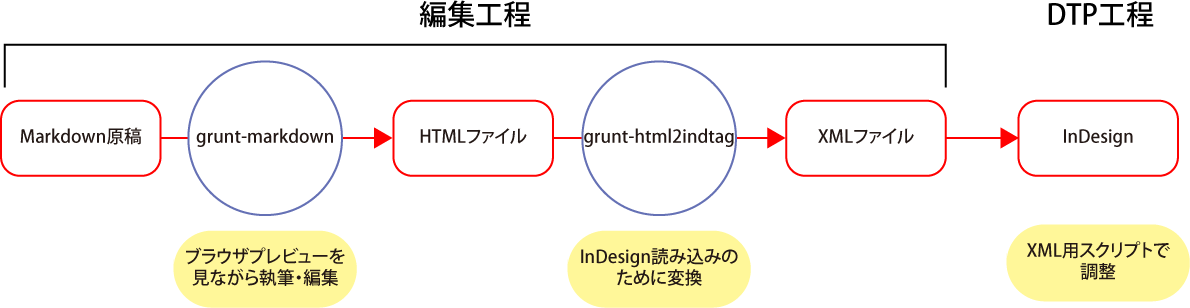 編集工程
DTP工程
Markdown原稿
grunt-markdown
HTMLファイル
grunt-html2indtag
XMLファイル
InDesign
ブラウザプレビューを
見ながら執筆・編集
InDesign読み込みの
ために変換
XML用スクリプトで
調整